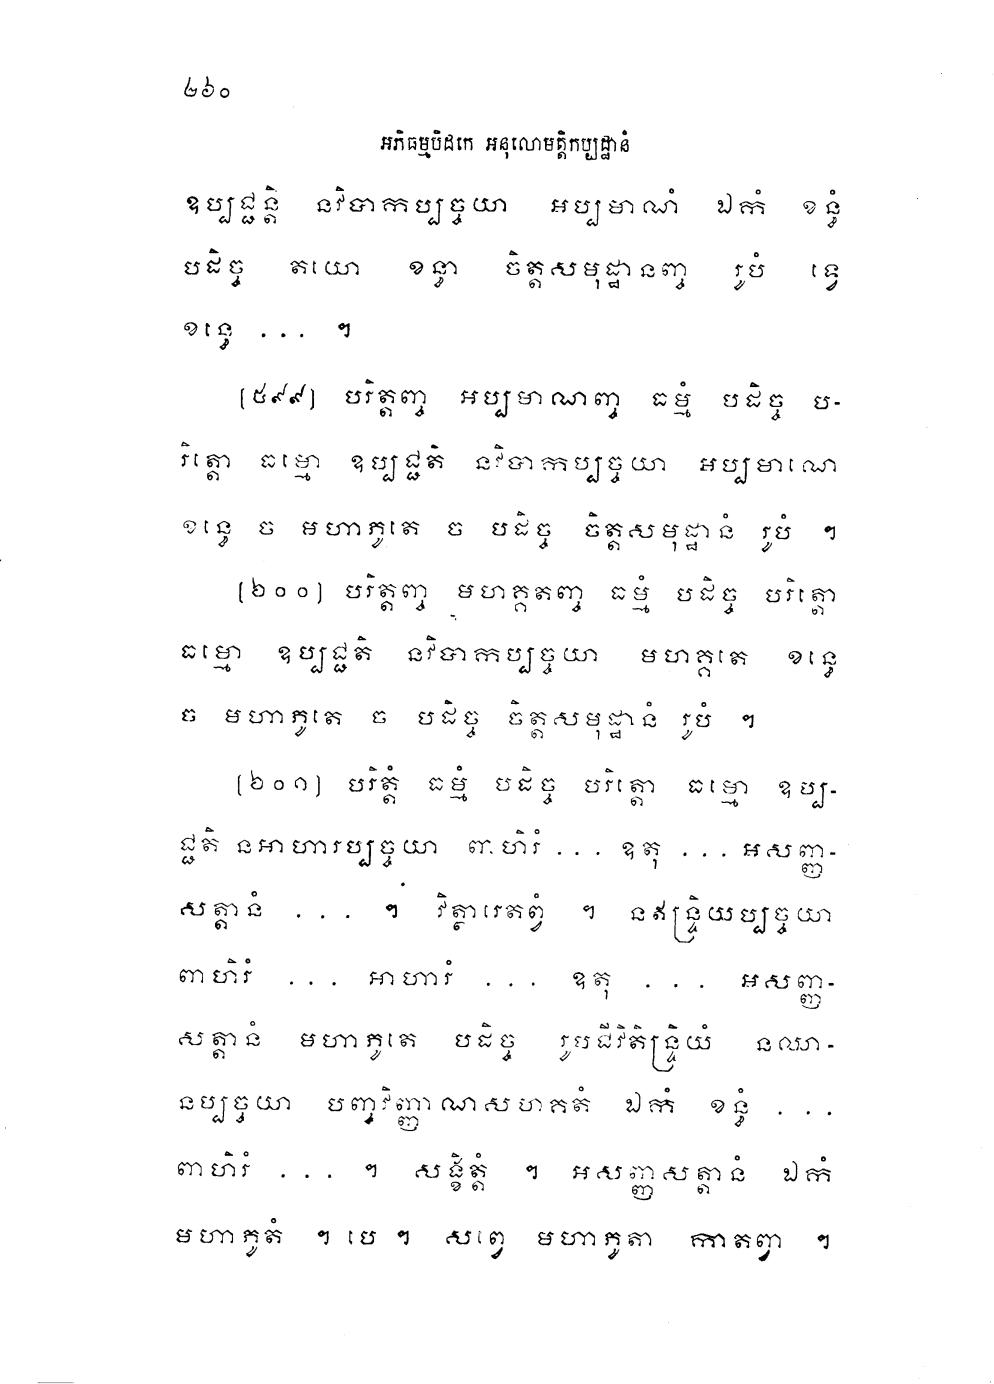 ២៦០
អភិធម្មបិដកេ អនុលោមត្តិកប្បដ្ឋានំ
ឧប្បជ្ជន្តិ នវិបាកប្បច្ចយា អប្បមាណំ ឯកំ ខន្ធំ
បដិច្ច តយោ ខន្ធា ចិត្តសមុដ្ឋានញ្ច រូបំ ទ្វេ
ខន្ធេ ... ។
[៥៩៩] បរិត្តញ្ច អប្បមាណញ្ច ធម្មំ បដិច្ច ប-
រិត្តោ ធម្មោ ឧប្បជ្ជតិ នវិបាកប្បច្ចយា អប្បមាណេ
ខន្ធេ ច មហាភូតេ ច បដិច្ច ចិត្តសមុដ្ឋានំ រូបំ ។
[៦០០] បរិត្តញ្ច មហគ្គតញ្ច ធម្មំ បដិច្ច បរិត្តោ
ធម្មោ ឧប្បជ្ជតិ នវិបាកប្បច្ចយា មហគ្គតេ ខន្ធេ
ច មហាភូតេ ច បដិច្ច ចិត្តសមុដ្ឋានំ រូបំ ។
[៦០១] បរិត្តំ ធម្មំ បដិច្ច បរិត្តោ ធម្មោ ឧប្ប-
ជ្ជតិ នអាហារប្បច្ចយា ពាហិរំ ... ឧតុ ... អសញ្ញ-
សត្តានំ ... ។ វិត្ថារេតព្វំ ។ នឥន្ទ្រិយប្បច្ចយា
ពាហិរំ ... អាហារំ ... ឧតុ ... អសញ្ញ-
សត្តានំ មហាភូតេ បដិច្ច រូបជីវិតិន្ទ្រិយំ នឈា-
នប្បច្ចយា បញ្ចវិញ្ញាណសហគតំ ឯកំ ខន្ធំ ...
ពាហិរំ ... ។ សង្ខិត្តំ ។ អសញ្ញសត្តានំ ឯកំ
មហាភូតំ ។ បេ ។ សព្វេ មហាភូតា កាតព្វា ។